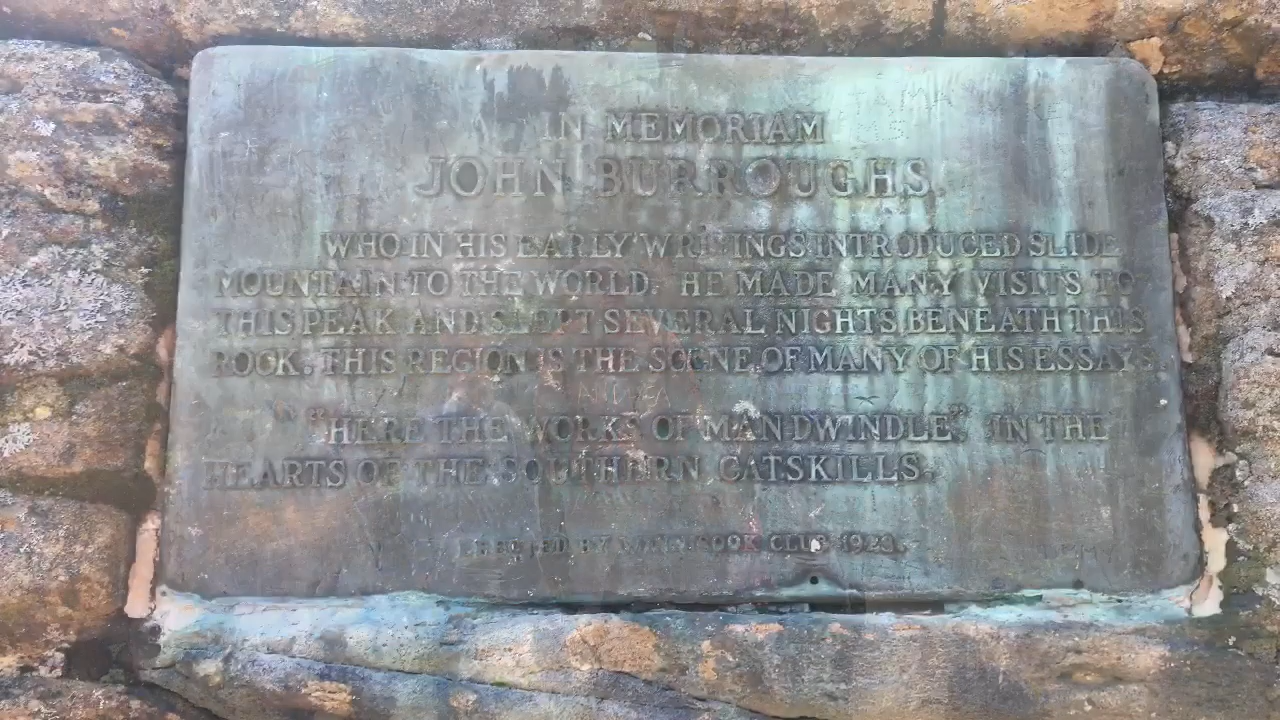 IN MEMORIAM
JOHN BURROUGHS.
WHO IN HIS EARLY WRITINGS INTRODUCED SLIDE
MOUNTAIN TO THE WORLD. HE MADE MANY VISITS TO
THIS PEAK AND SLEPT SEVERAL NIGHTS BENEATH THIS
ROCK. THIS REGION IS THE SCENE OF MANY OF HIS ESSAYS.
"HERE THE WORKS OF MAN DWINDLE" IN THE
HEARTS OF THE SOUTHERN CATSKILLS.
ERECTED BY CLUB